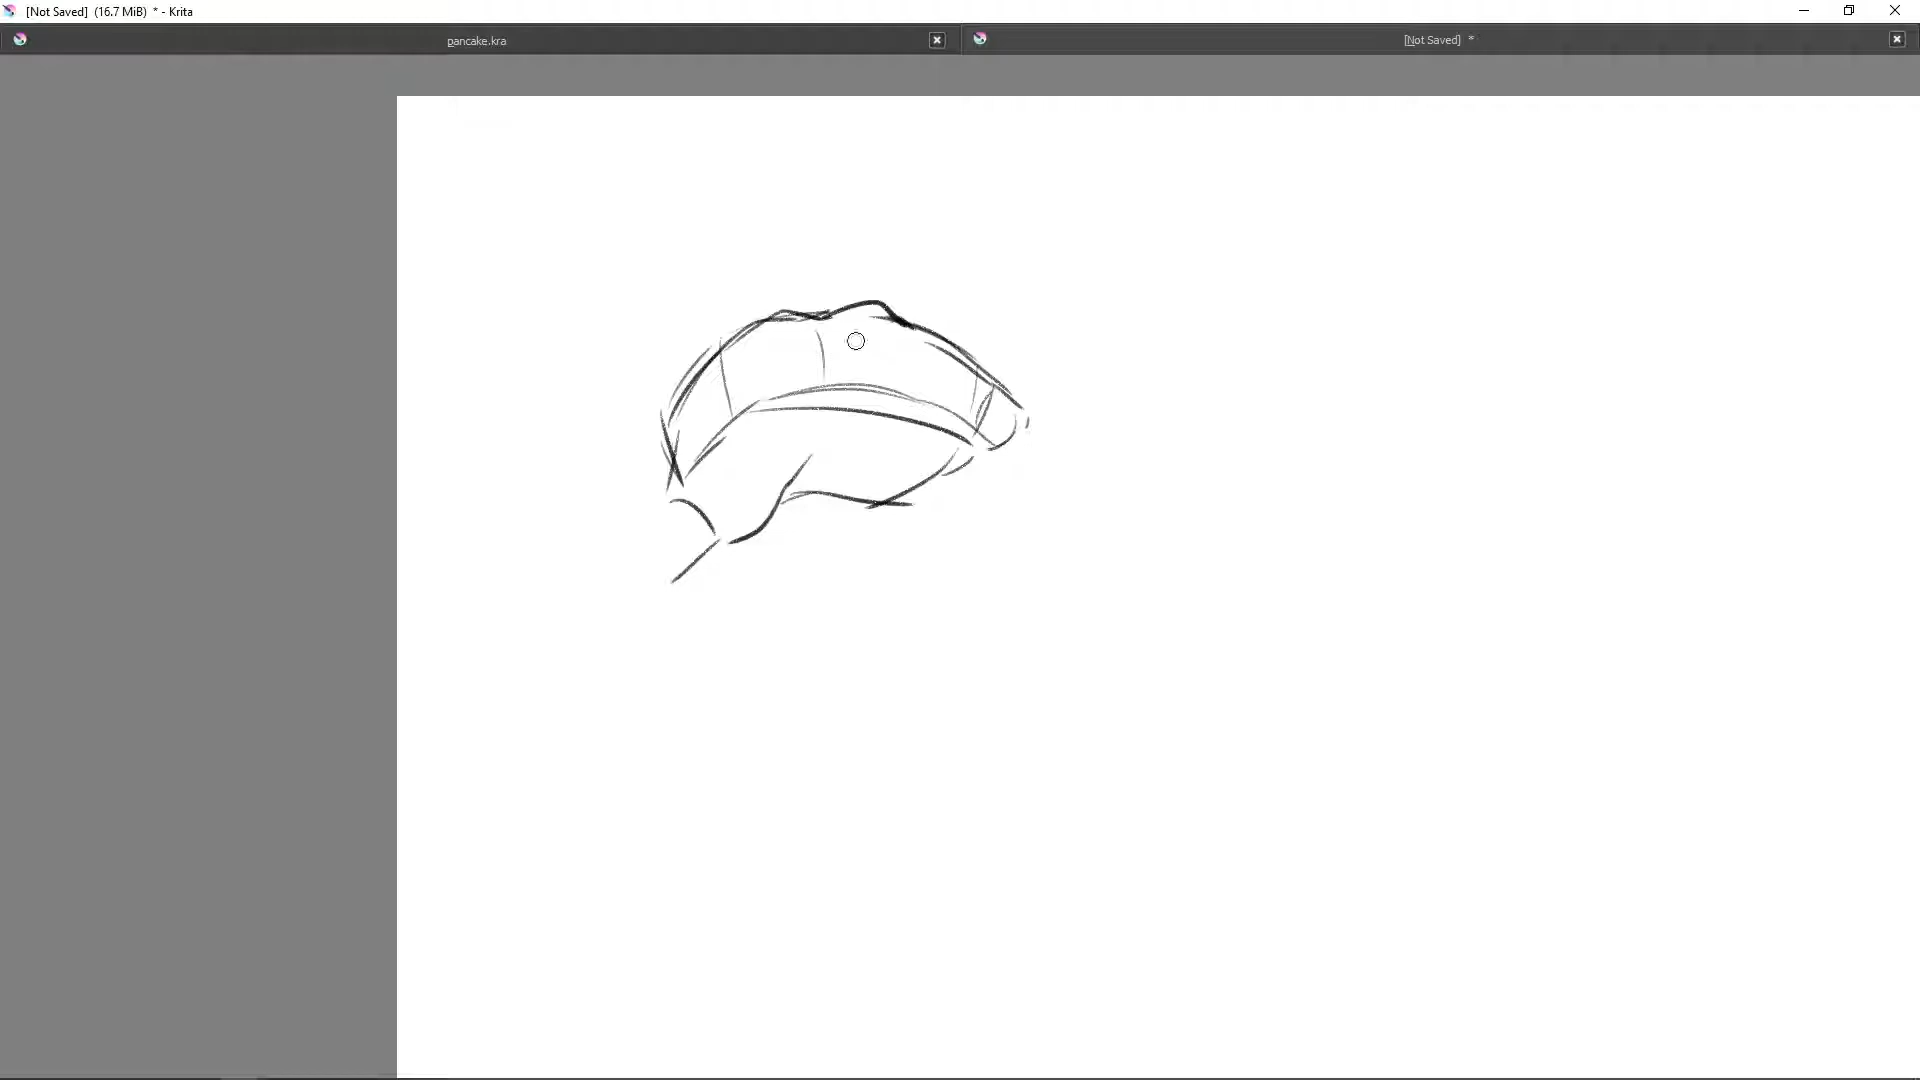 [Not Saved]  (16.7 MiB)  * - Krita
pancake.kra
[Not Saved]  *